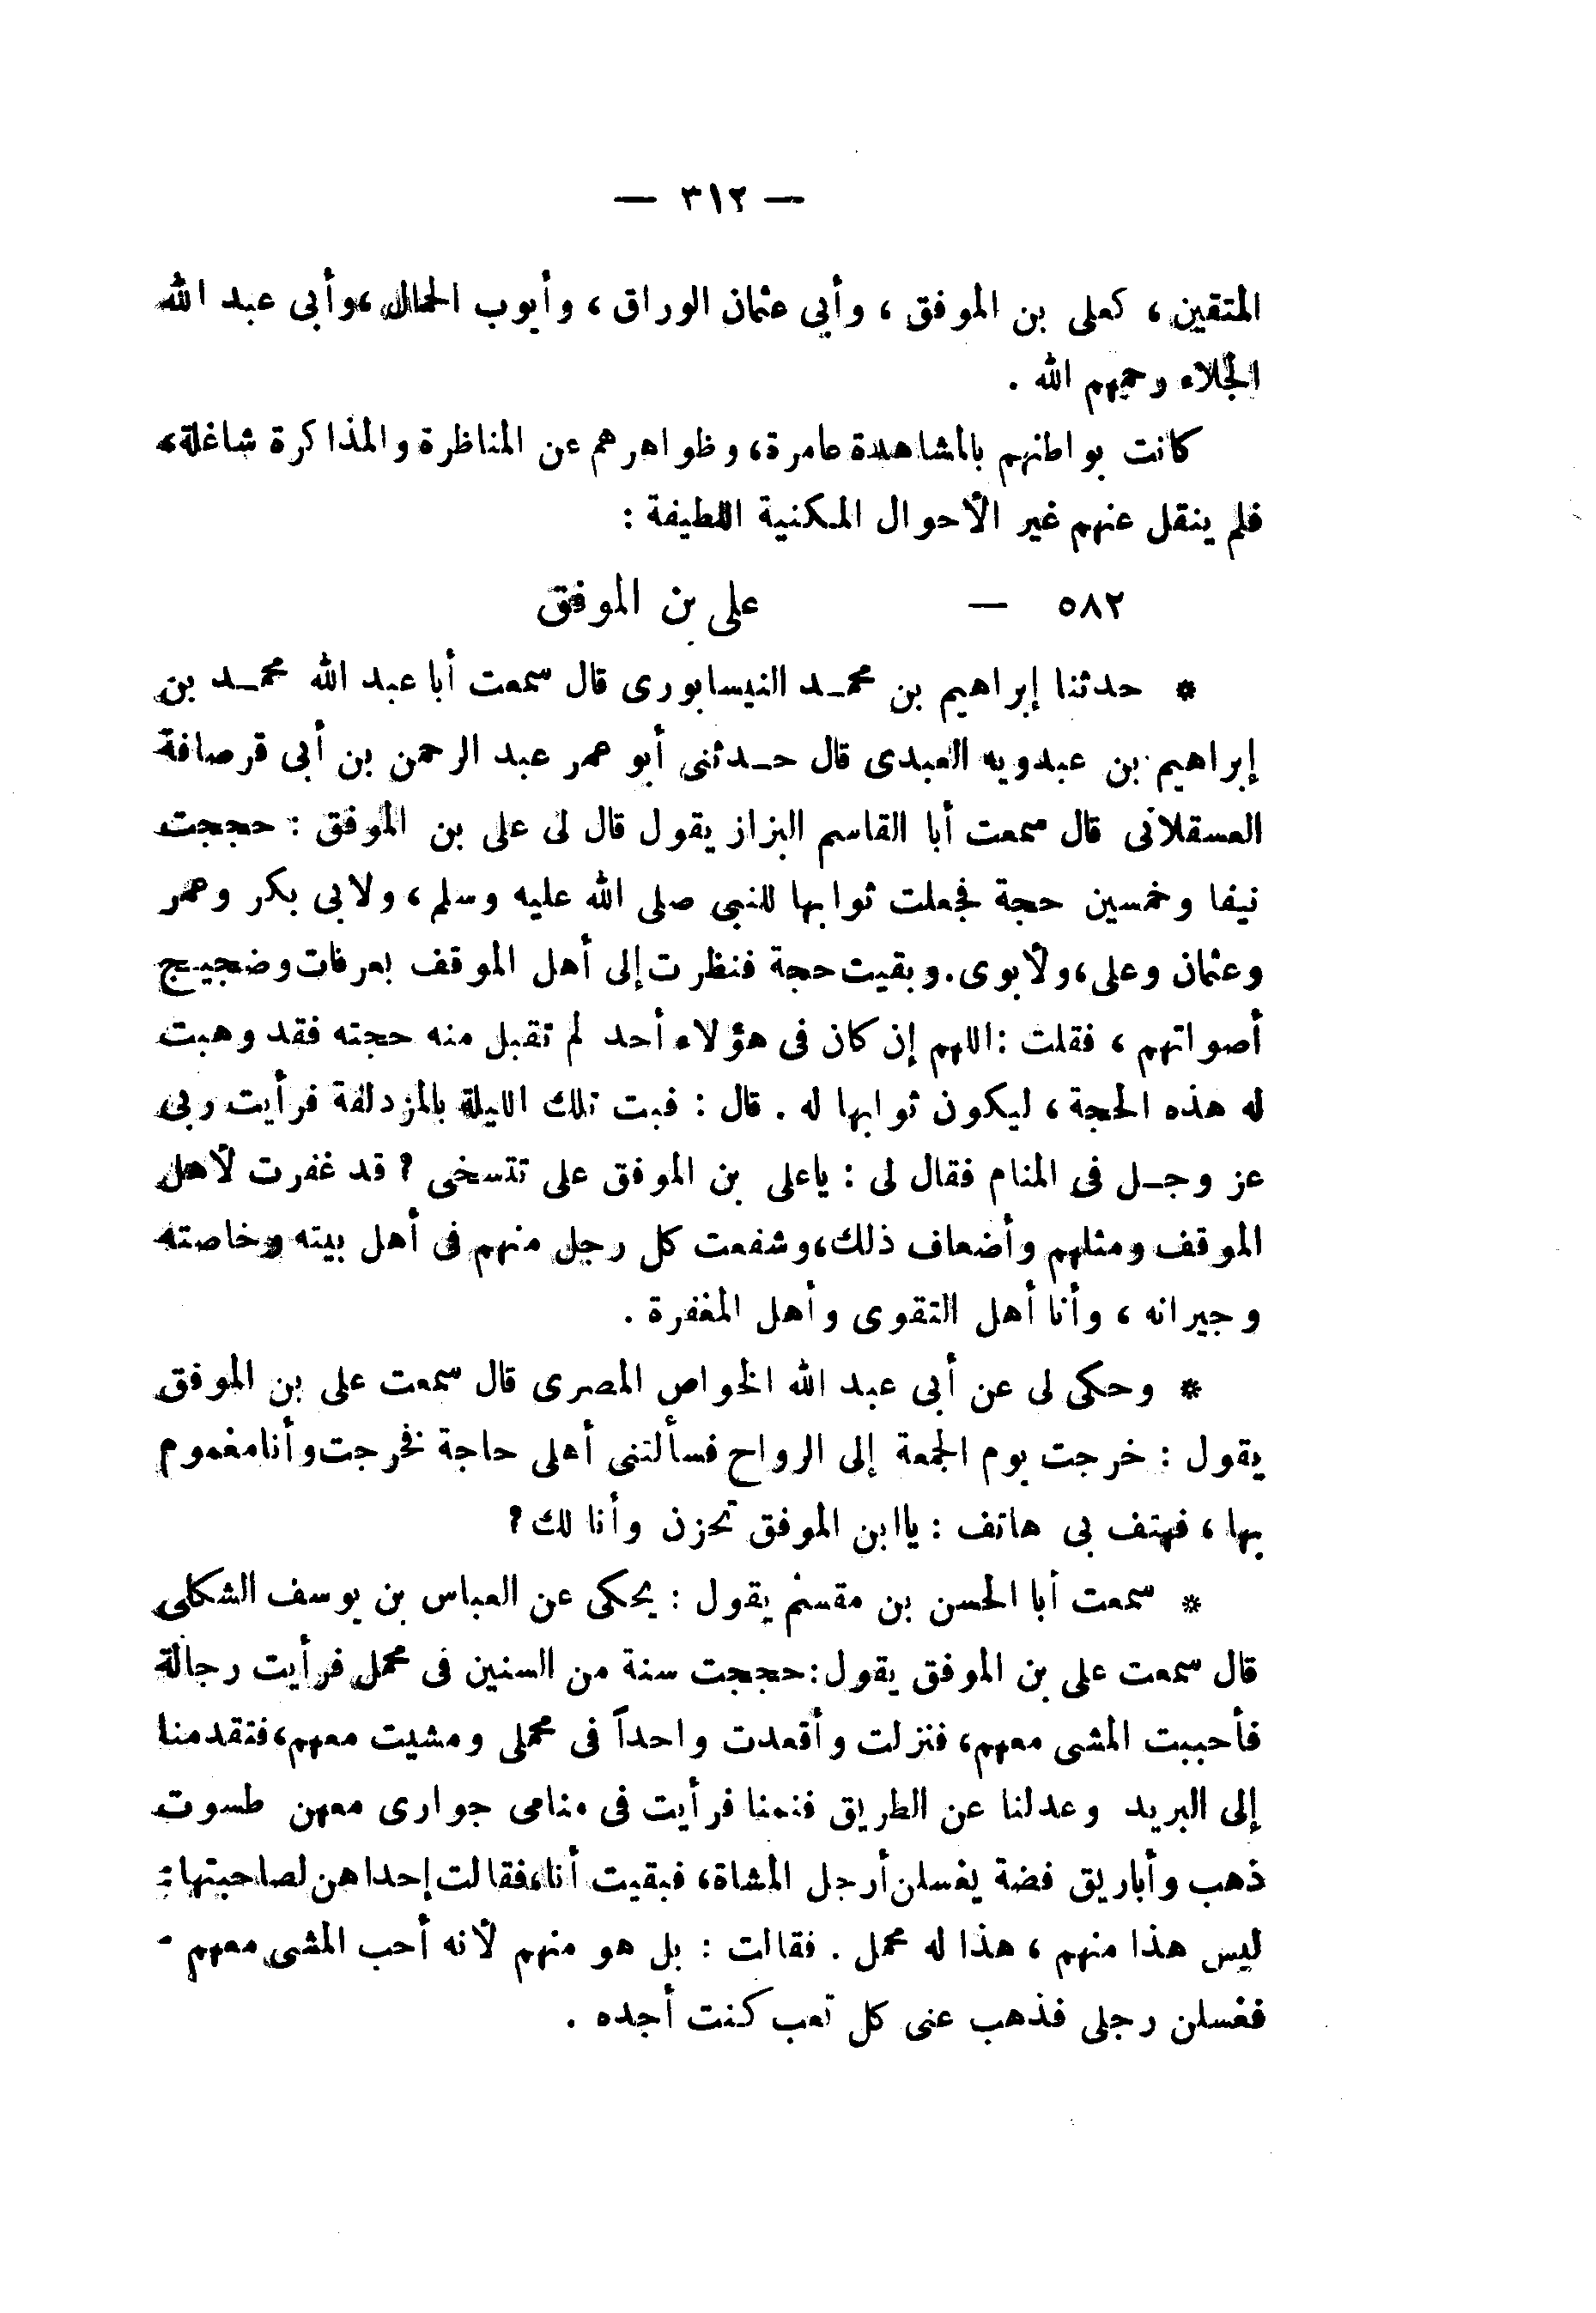 — ٣١٢ —
المتقين ، كعلى بن الموفق ، وأبى عثمان الوراق ، وأيوب الحمال ، وأبى عبد الله
الجلاء رحمهم الله .
كانت بواطنهم بالمشاهدة عامرة، وظواهرهم عن المناظرة والمذاكرة شاغلة،
فلم ينقل عنهم غير الأحوال المكنية اللطيفة :
٥٨٢ — على بن الموفق
* حدثنا إبراهيم بن محمـد النيسابورى قال سمعت أبا عبد الله محمـد بن
إبراهيم بن عبدويه العبدى قال حـدثنى أبو عمر عبد الرحمن بن أبى قرصافة
العسقلانى قال سمعت أبا القاسم البزاز يقول قال لى على بن الموفق : حججت
نيفا وخمسين حجة فجعلت ثوابها للنبى صلى الله عليه وسلم ، ولابى بكر وعمر
وعثمان وعلى ، ولأبوى . وبقيت حجة فنظرت إلى أهل الموقف بعرفات وضجيـج
أصواتهم ، فقلت : اللهم إن كان فى هؤلاء أحد لم تقبل منه حجته فقد وهبت
له هذه الحجة ، ليكون ثوابها له . قال : فبت تلك الليلة بالمزدلفة فرأيت ربى
عز وجـل فى المنام فقال لى : ياعلى بن الموفق على تتسخى ? قد غفرت لأهل
الموقف ومثلهم وأضعاف ذلك ، وشفعت كل رجل منهم فى أهل بيته وخاصته
وجيرانه ، وأنا أهل التقوى وأهل المغفرة .
* وحكى لى عن أبى عبد الله الخواص المصرى قال سمعت على بن الموفق
يقول : خرجت يوم الجمعة إلى الرواح فسألتنى أهلى حاجة فخرجت وأنا مغموم
بها ، فهتف بى هاتف : ياابن الموفق تحزن وأنا لك ?
* سمعت أبا الحسن بن مقسم يقول : يحكى عن العباس بن يوسف الشكلى
قال سمعت على بن الموفق يقول : حججت سنة من السنين فى محمل فرأيت رجالة
فأحببت المشى معهم ، فنزلت وأقعدت واحداً فى محملى ومشيت معهم ، فتقدمنا
إلى البريد وعدلنا عن الطريق فنمنا فرأيت فى منامى جوارى معهن طسوت
ذهب وأباريق فضة يغسلن أرجل المشاة ، فبقيت أنا ، فقالت إحداهن لصاحبتها :
ليس هذا منهم ، هذا له محمل . فقالت : بل هو منهم لأنه أحب المشى معهم -
فغسلن رجلى فذهب عنى كل تعب كنت أجده .